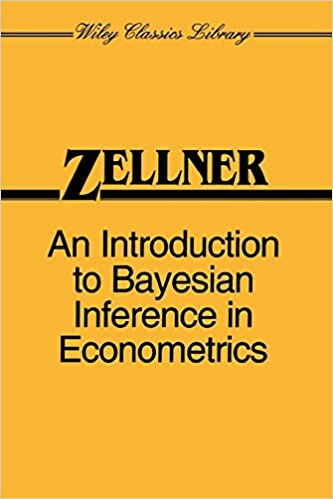 Wiley Classics Library
ZELLNER
An Introduction
to Bayesian
Inference in
Econometrics